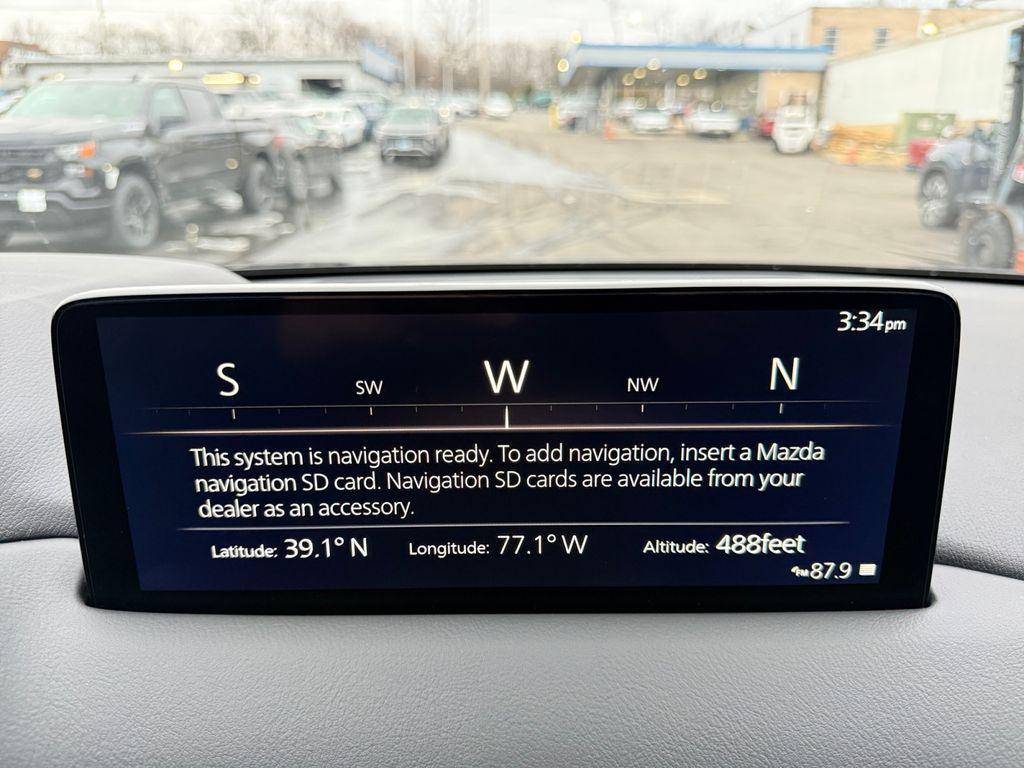 3:34pm
S SW W NW N
This system is navigation ready. To add navigation, insert a Mazda
navigation SD card. Navigation SD cards are available from your
dealer as an accessory.
Latitude: 39.1° N Longitude: 77.1° W Altitude: 488feet
FM 87.9